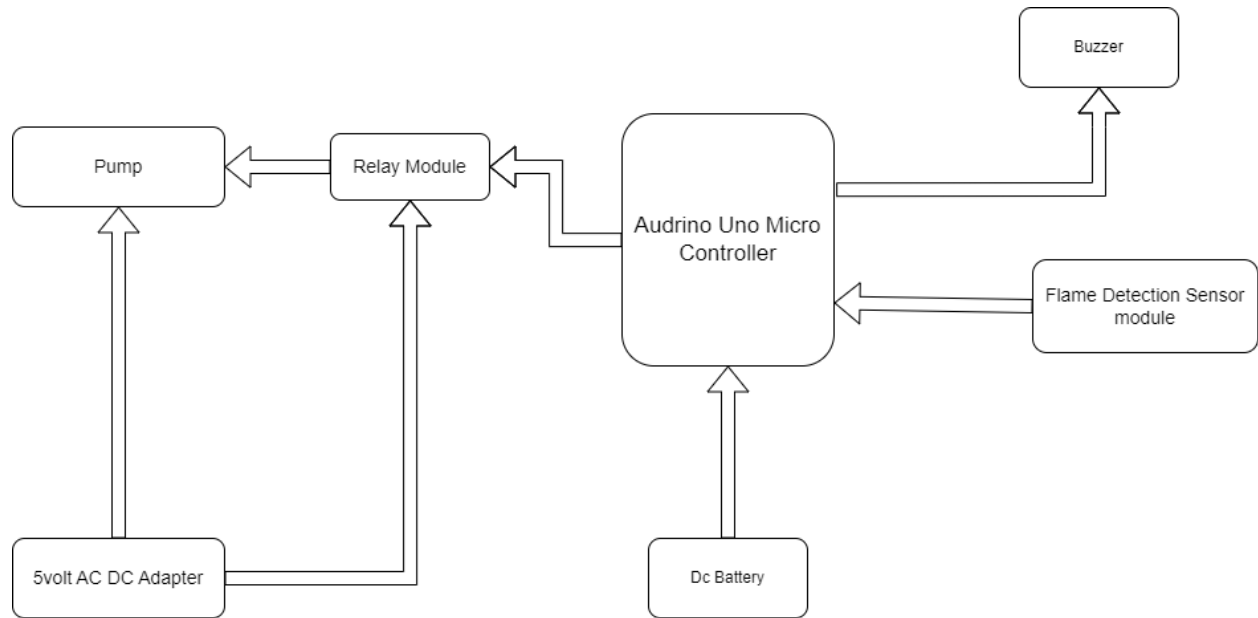 Buzzer
Pump
Relay Module
Audrino Uno Micro
Controller
Flame Detection Sensor
module
5volt AC DC Adapter
Dc Battery